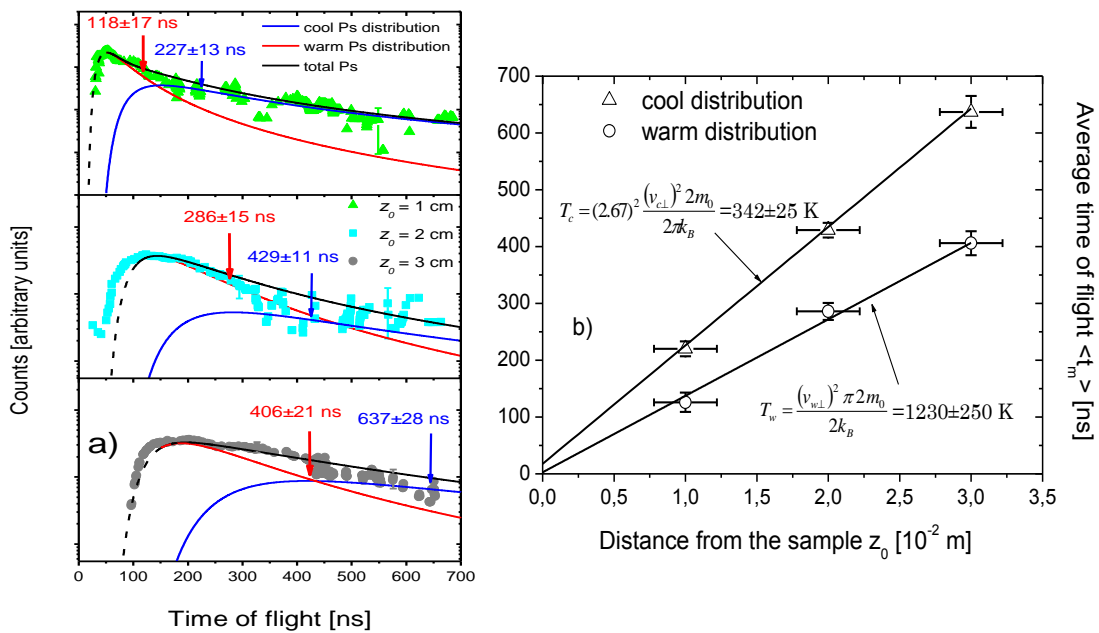 Counts [arbitrary units]
118±17 ns
227±13 ns
cool Ps distribution
warm Ps distribution
total Ps
286±15 ns
429±11 ns
z₀ = 1 cm
z₀ = 2 cm
z₀ = 3 cm
a)
406±21 ns
637±28 ns
0 100 200 300 400 500 600 700
Time of flight [ns]
700
600
500
400
300
200
100
0
cool distribution
warm distribution
T_c = (2.67)² (v_c⊥)² 2m₀ / 2πk_B = 342±25 K
b)
T_w = (v_w⊥)² π 2m₀ / 2k_B = 1230±250 K
0,0 0,5 1,0 1,5 2,0 2,5 3,0 3,5
Distance from the sample z₀ [10⁻² m]
Average time of flight <t_m> [ns]